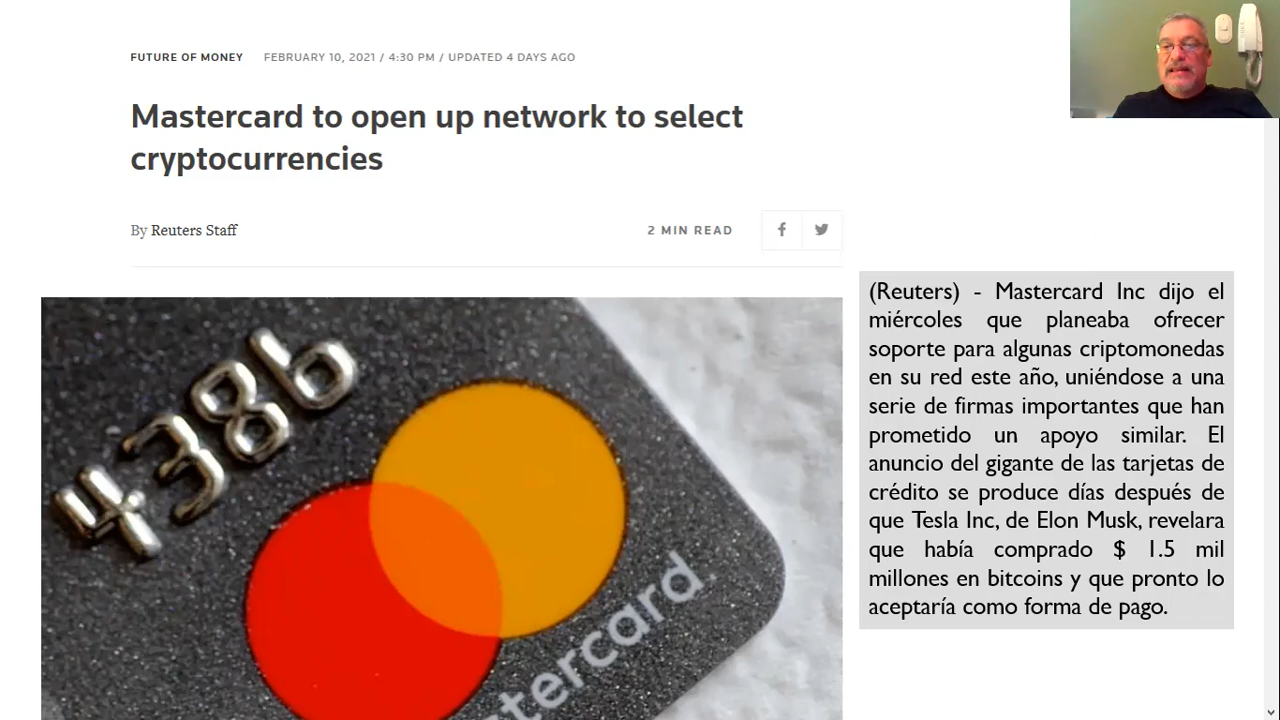 FUTURE OF MONEY FEBRUARY 10, 2021 / 4:30 PM / UPDATED 4 DAYS AGO
Mastercard to open up network to select
cryptocurrencies
By Reuters Staff
2 MIN READ
(Reuters) - Mastercard Inc dijo el
miércoles que planeaba ofrecer
soporte para algunas criptomonedas
en su red este año, uniéndose a una
serie de firmas importantes que han
prometido un apoyo similar. El
anuncio del gigante de las tarjetas de
crédito se produce días después de
que Tesla Inc, de Elon Musk, revelara
que había comprado $ 1.5 mil
millones en bitcoins y que pronto lo
aceptaría como forma de pago.
4386
stercard.